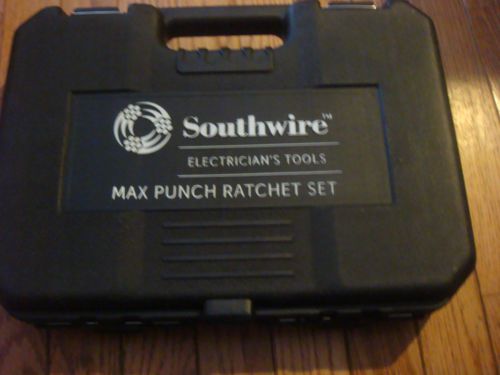 Southwire™
ELECTRICIAN'S TOOLS
MAX PUNCH RATCHET SET